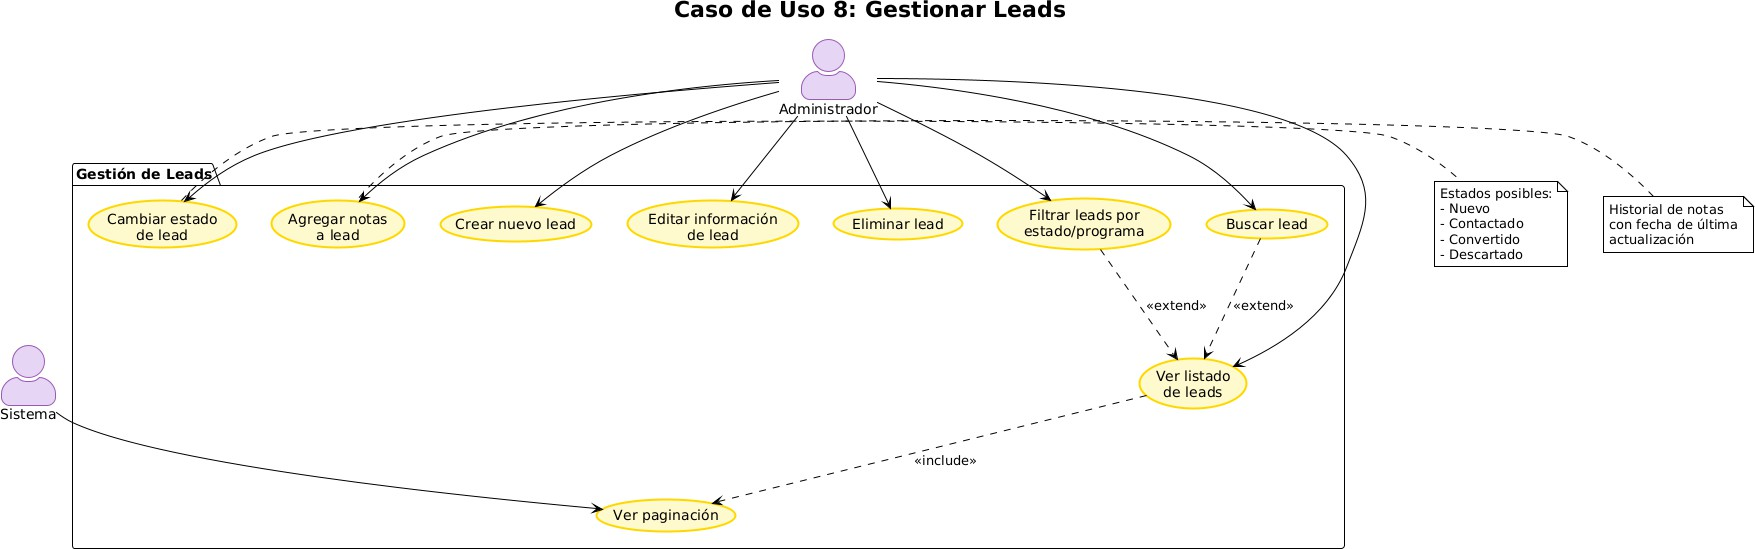 Caso de Uso 8: Gestionar Leads
Administrador
Gestión de Leads
Cambiar estado
de lead
Agregar notas
a lead
Crear nuevo lead
Editar información
de lead
Eliminar lead
Filtrar leads por
estado/programa
Buscar lead
Estados posibles:
- Nuevo
- Contactado
- Convertido
- Descartado
Historial de notas
con fecha de última
actualización
«extend»
«extend»
Ver listado
de leads
Sistema
«include»
Ver paginación